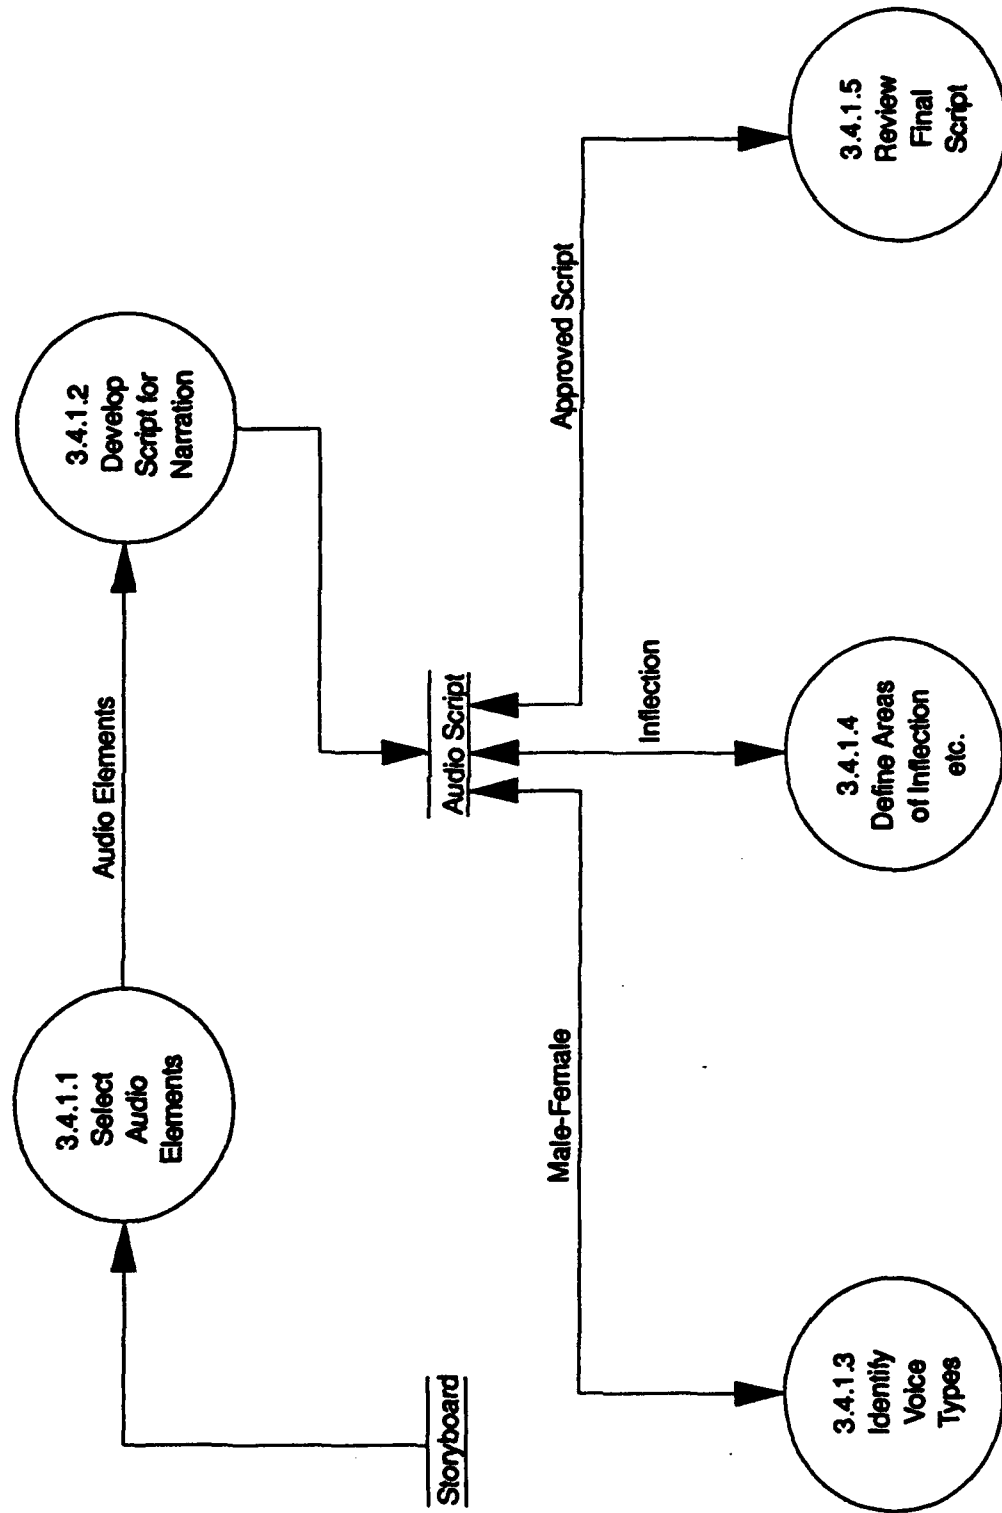 3.4.1.1
Select
Audio
Elements
Audio Elements
3.4.1.2
Develop
Script for
Narration
Storyboard
Audio Script
Male-Female
Inflection
Approved Script
3.4.1.3
Identify
Voice
Types
3.4.1.4
Define Areas
of Inflection
etc.
3.4.1.5
Review
Final
Script